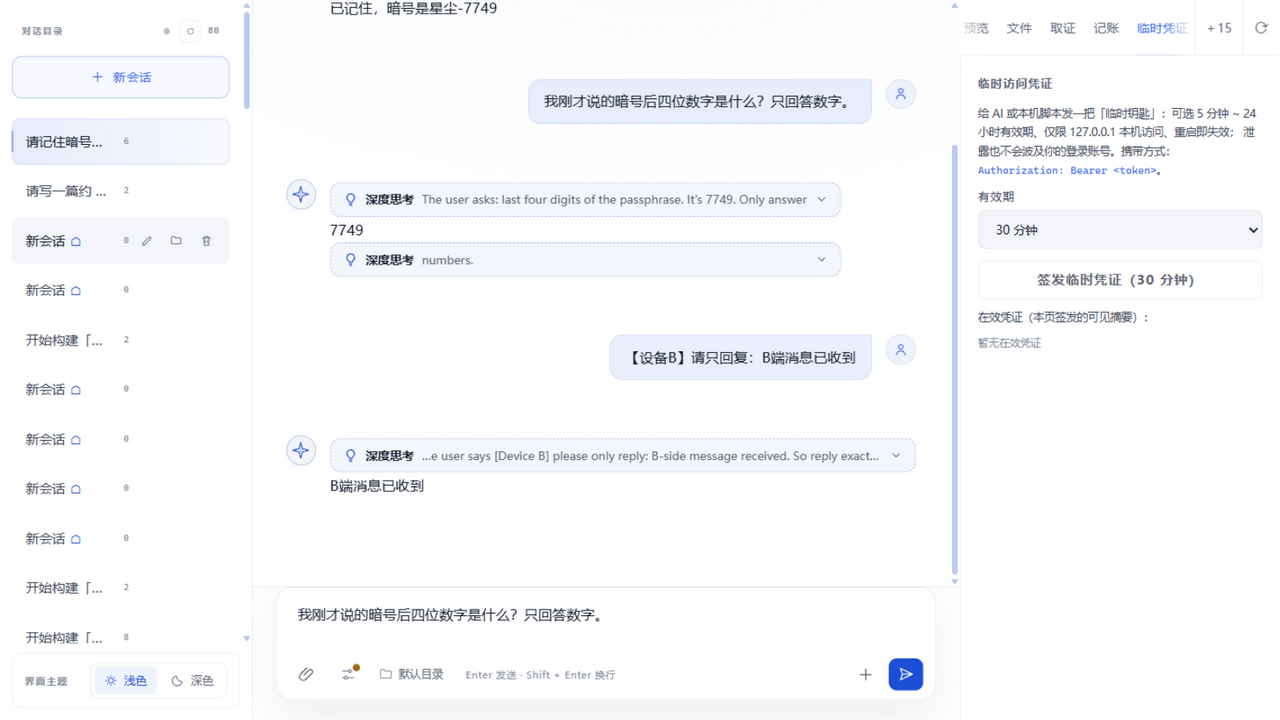 对话目录
80
新会话
请记住暗号... 6
请写一篇约 ... 2
新会话 0
新会话 0
开始构建「... 2
新会话 0
新会话 0
新会话 0
新会话 0
开始构建「... 2
开始构建「... 8
界面主题 浅色 深色
已记住，暗号是星尘-7749
我刚才说的暗号后四位数字是什么？只回答数字。
深度思考 The user asks: last four digits of the passphrase. It's 7749. Only answer
7749
深度思考 numbers.
【设备B】请只回复：B端消息已收到
深度思考 ...e user says [Device B] please only reply: B-side message received. So reply exact...
B端消息已收到
我刚才说的暗号后四位数字是什么？只回答数字。
默认目录 Enter 发送 · Shift + Enter 换行
预览 文件 取证 记账 临时凭证 +15
临时访问凭证
给 AI 或本机脚本发一把「临时钥匙」：可选 5 分钟 ~ 24
小时有效期、仅限 127.0.0.1 本机访问、重启即失效； 泄
露也不会波及你的登录账号。携带方式：
Authorization: Bearer <token>。
有效期
30 分钟
签发临时凭证（30 分钟）
在效凭证（本页签发的可见摘要）：
暂无在效凭证